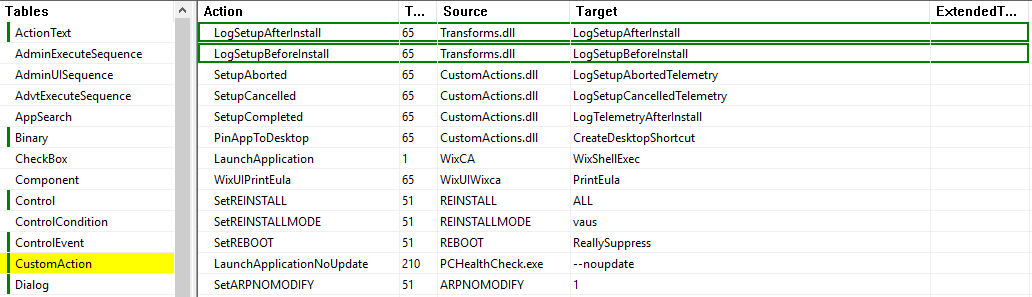 Tables Action T... Source Target ExtendedT...
ActionText LogSetupAfterInstall 65 Transforms.dll LogSetupAfterInstall
AdminExecuteSequence LogSetupBeforeInstall 65 Transforms.dll LogSetupBeforeInstall
AdminUISequence SetupAborted 65 CustomActions.dll LogSetupAbortedTelemetry
AdvtExecuteSequence SetupCancelled 65 CustomActions.dll LogSetupCancelledTelemetry
AppSearch SetupCompleted 65 CustomActions.dll LogTelemetryAfterInstall
Binary PinAppToDesktop 65 CustomActions.dll CreateDesktopShortcut
CheckBox LaunchApplication 1 WixCA WixShellExec
Component WixUIPrintEula 65 WixUIWixca PrintEula
Control SetREINSTALL 51 REINSTALL ALL
ControlCondition SetREINSTALLMODE 51 REINSTALLMODE vaus
ControlEvent SetREBOOT 51 REBOOT ReallySuppress
CustomAction LaunchApplicationNoUpdate 210 PCHealthCheck.exe --noupdate
Dialog SetARPNOMODIFY 51 ARPNOMODIFY 1